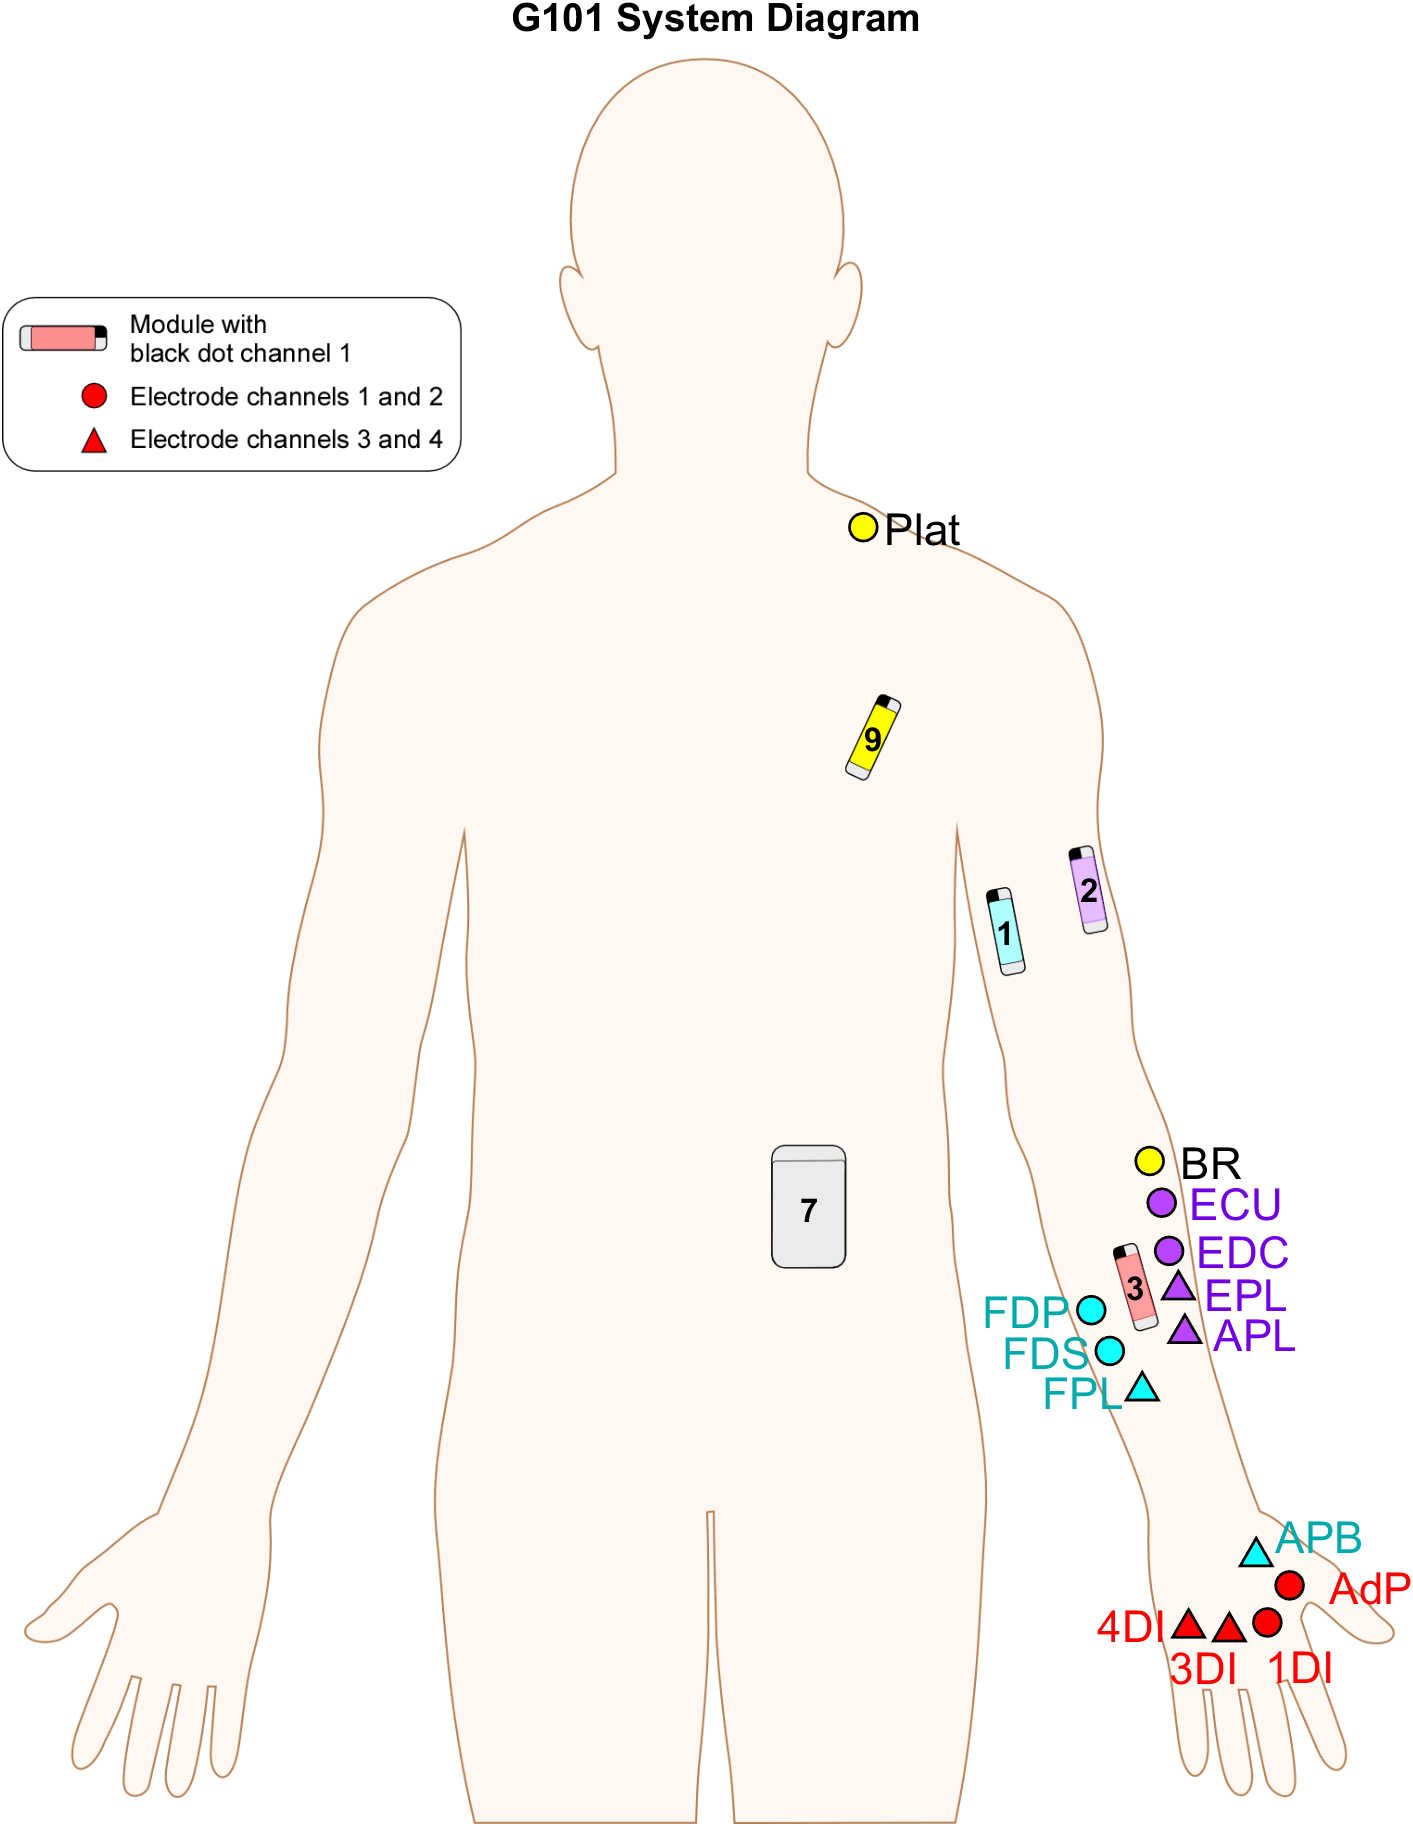 G101 System Diagram
Module with
black dot channel 1
Electrode channels 1 and 2
Electrode channels 3 and 4
Plat
9
2
1
BR
ECU
7
EDC
3
EPL
FDP
APL
FDS
FPL
APB
AdP
4DI
3DI
1DI